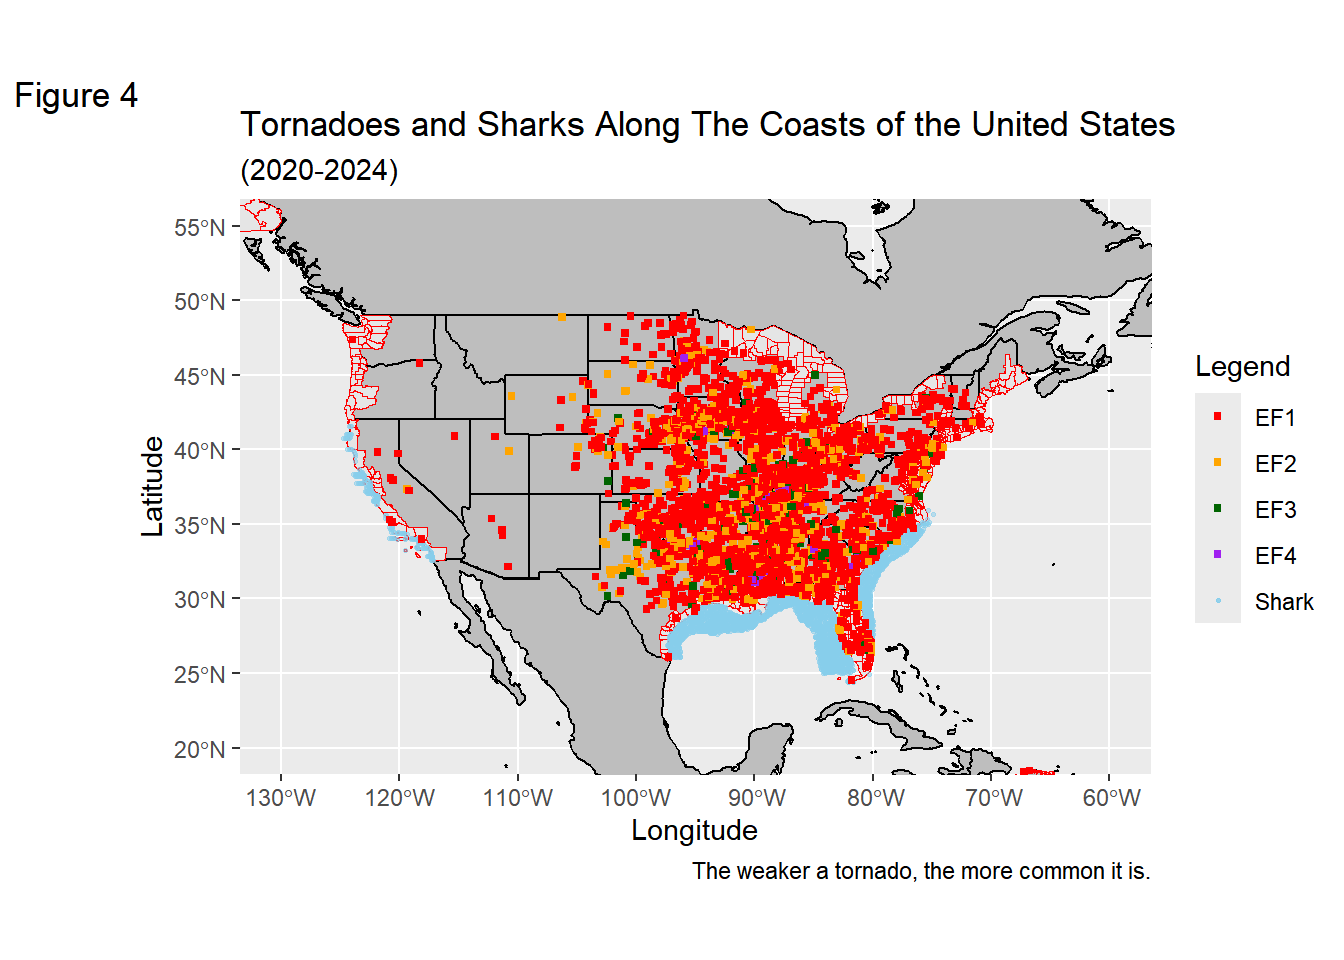 Figure 4
Tornadoes and Sharks Along The Coasts of the United States
(2020-2024)
55°N
50°N
45°N
40°N
35°N
30°N
25°N
20°N
Latitude
130°W 120°W 110°W 100°W 90°W 80°W 70°W 60°W
Longitude
The weaker a tornado, the more common it is.
Legend
EF1
EF2
EF3
EF4
Shark